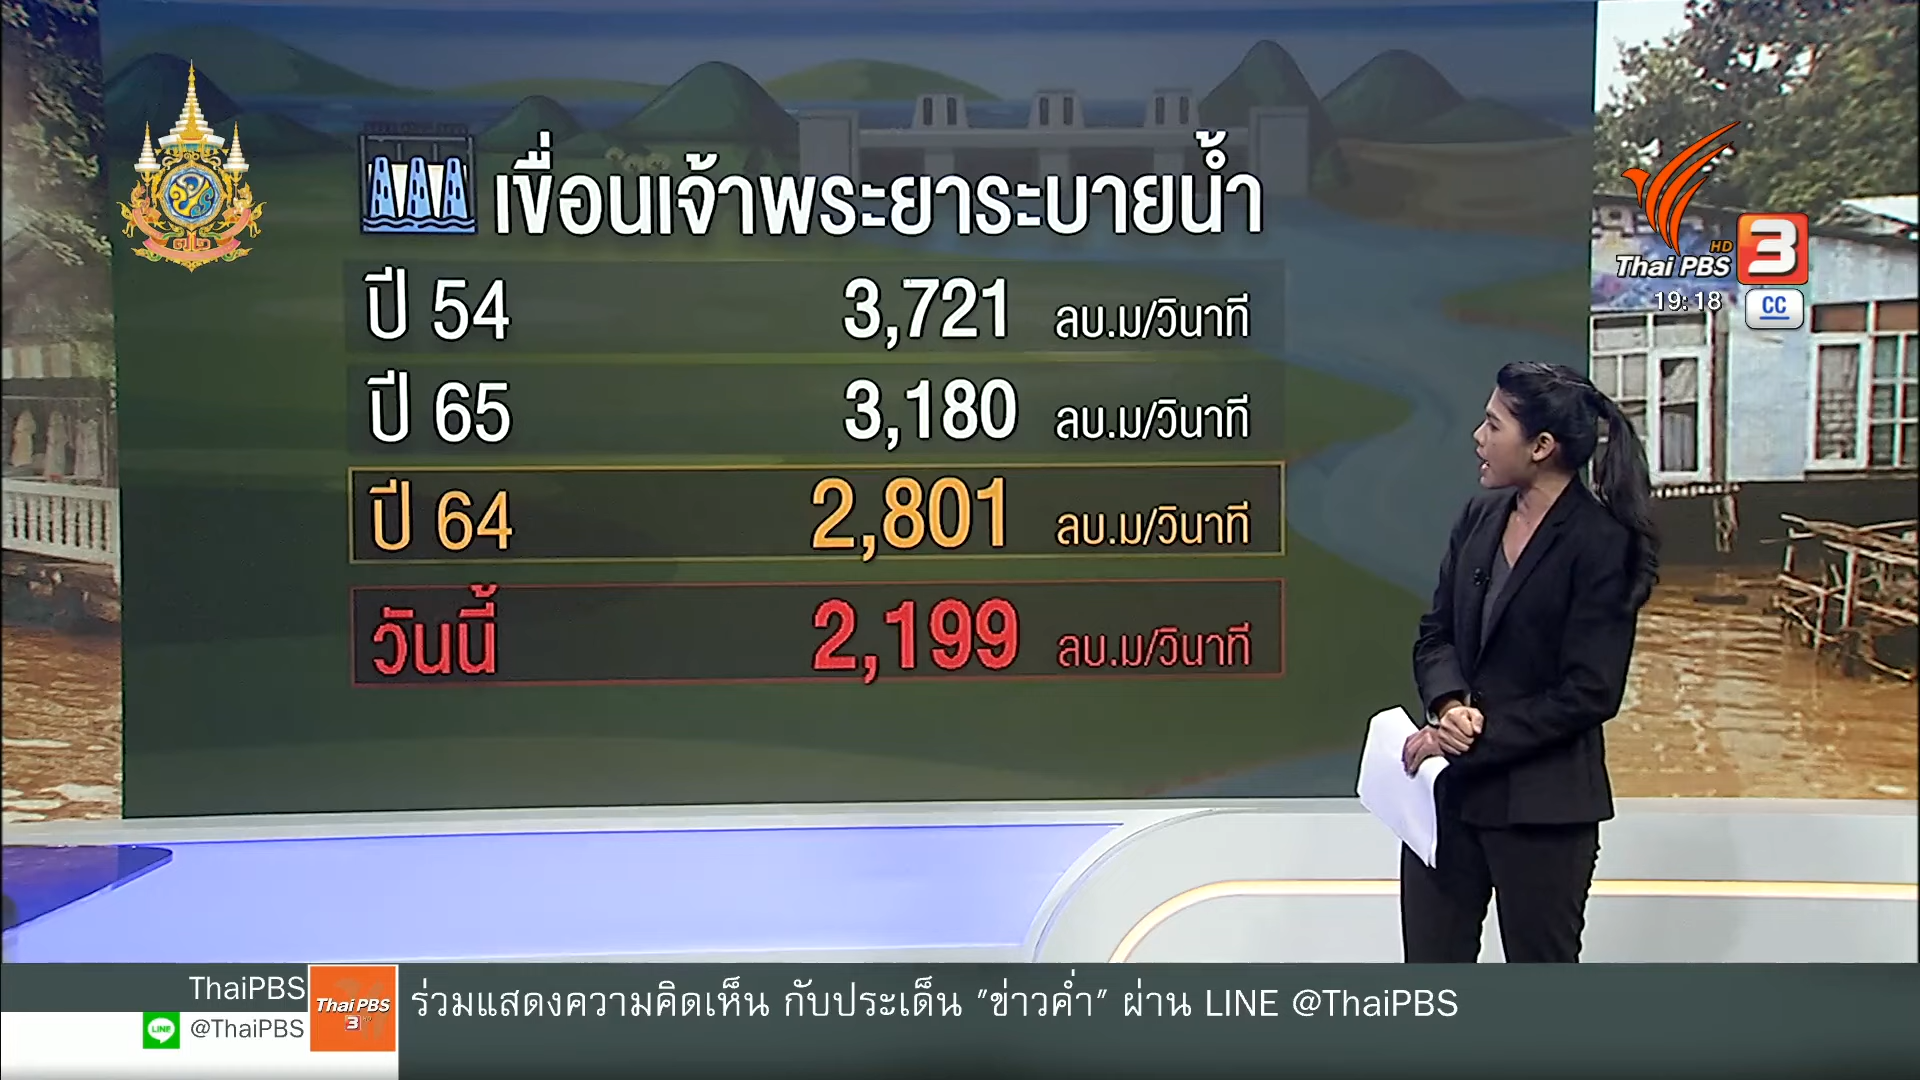 เขื่อนเจ้าพระยาระบายน้ำ
ปี 54 3,721 ลบ.ม/วินาที
ปี 65 3,180 ลบ.ม/วินาที
ปี 64 2,801 ลบ.ม/วินาที
วันนี้ 2,199 ลบ.ม/วินาที
๗๒
HD
Thai PBS 3
19:18 CC
ThaiPBS
LINE @ThaiPBS
Thai PBS
3
ร่วมแสดงความคิดเห็น กับประเด็น "ข่าวค่ำ" ผ่าน LINE @ThaiPBS